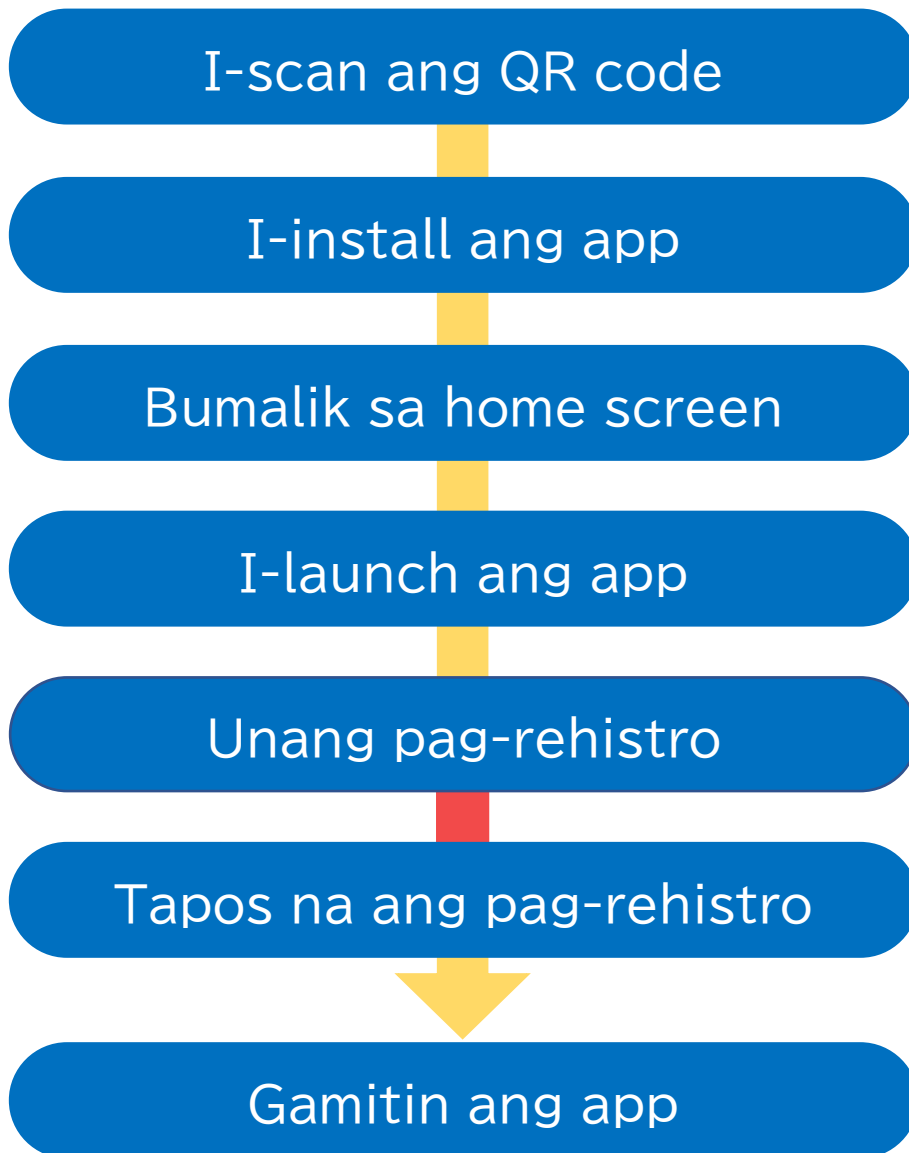 I-scan ang QR code
I-install ang app
Bumalik sa home screen
I-launch ang app
Unang pag-rehistro
Tapos na ang pag-rehistro
Gamitin ang app